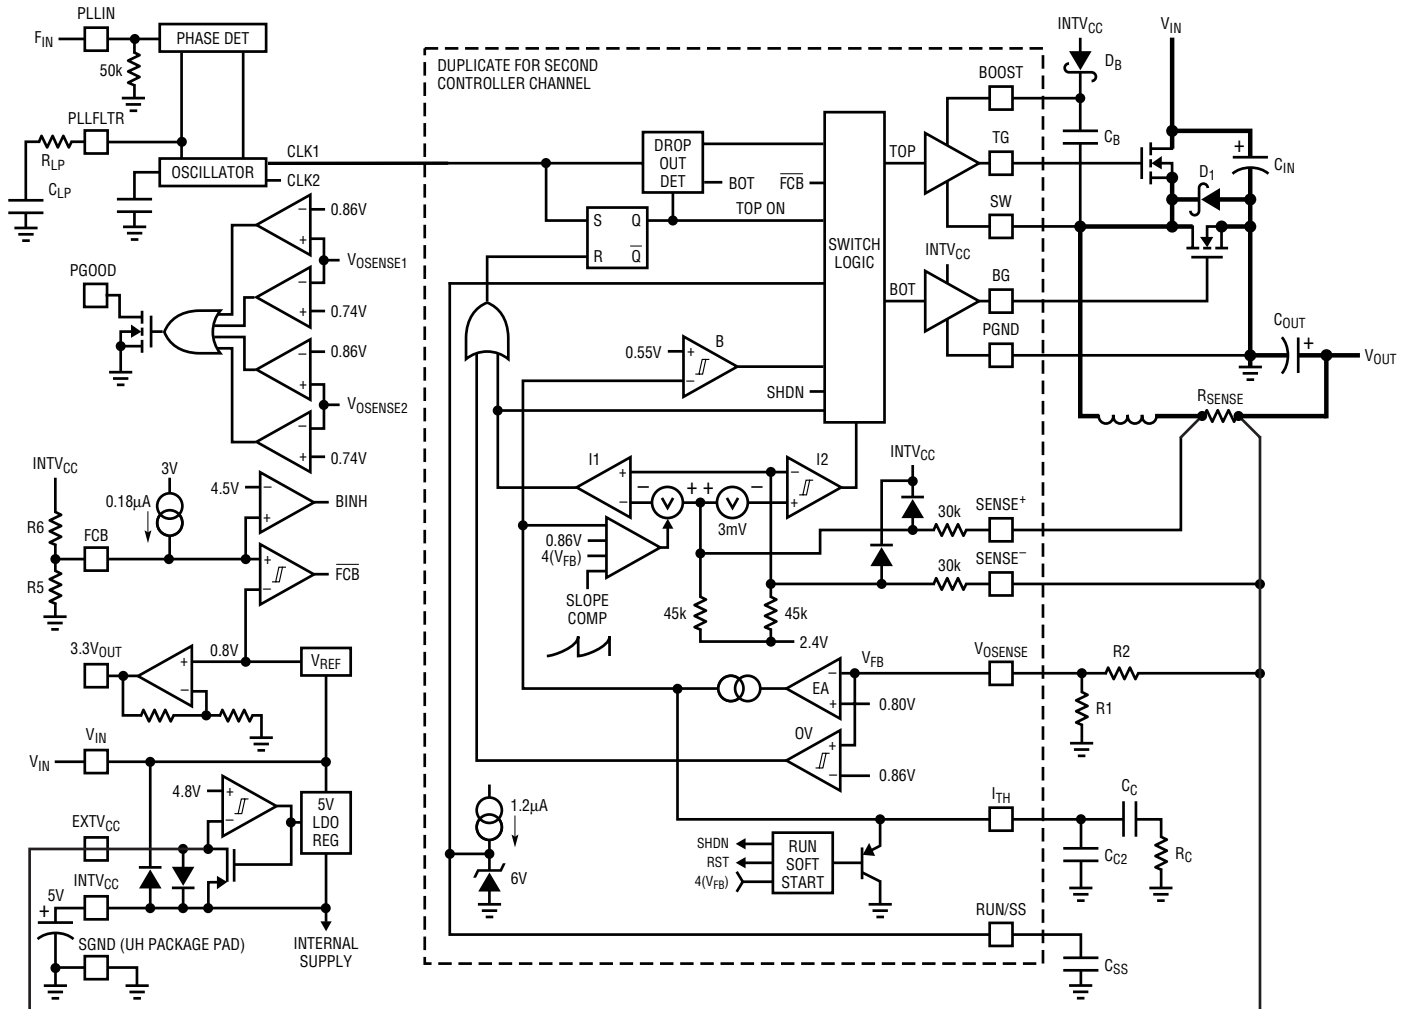 PLLIN
F_IN
PHASE DET
50k
PLLFLTR
R_LP
C_LP
OSCILLATOR
CLK1
CLK2
0.86V
V_OSENSE1
0.74V
PGOOD
0.86V
V_OSENSE2
0.74V
INTV_CC
3V
0.18µA
4.5V
BINH
R6
FCB
F̅C̅B̅
R5
3.3V_OUT
0.8V
V_REF
V_IN
V_IN
4.8V
5V
LDO
REG
EXTV_CC
INTV_CC
5V
SGND (UH PACKAGE PAD)
INTERNAL
SUPPLY
DUPLICATE FOR SECOND
CONTROLLER CHANNEL
DROP
OUT
DET
BOT
F̅C̅B̅
TOP ON
S
Q
R
Q̅
SWITCH
LOGIC
TOP
BOT
INTV_CC
0.55V
B
SHDN
I1
I2
3mV
0.86V
4(V_FB)
SLOPE
COMP
45k
45k
2.4V
INTV_CC
30k
SENSE+
30k
SENSE−
V_FB
V_OSENSE
EA
0.80V
OV
0.86V
1.2µA
6V
SHDN
RST
4(V_FB)
RUN
SOFT
START
I_TH
RUN/SS
BOOST
TG
SW
BG
PGND
INTV_CC
D_B
C_B
V_IN
C_IN
D_1
C_OUT
V_OUT
R_SENSE
R2
R1
C_C
C_C2
R_C
C_SS